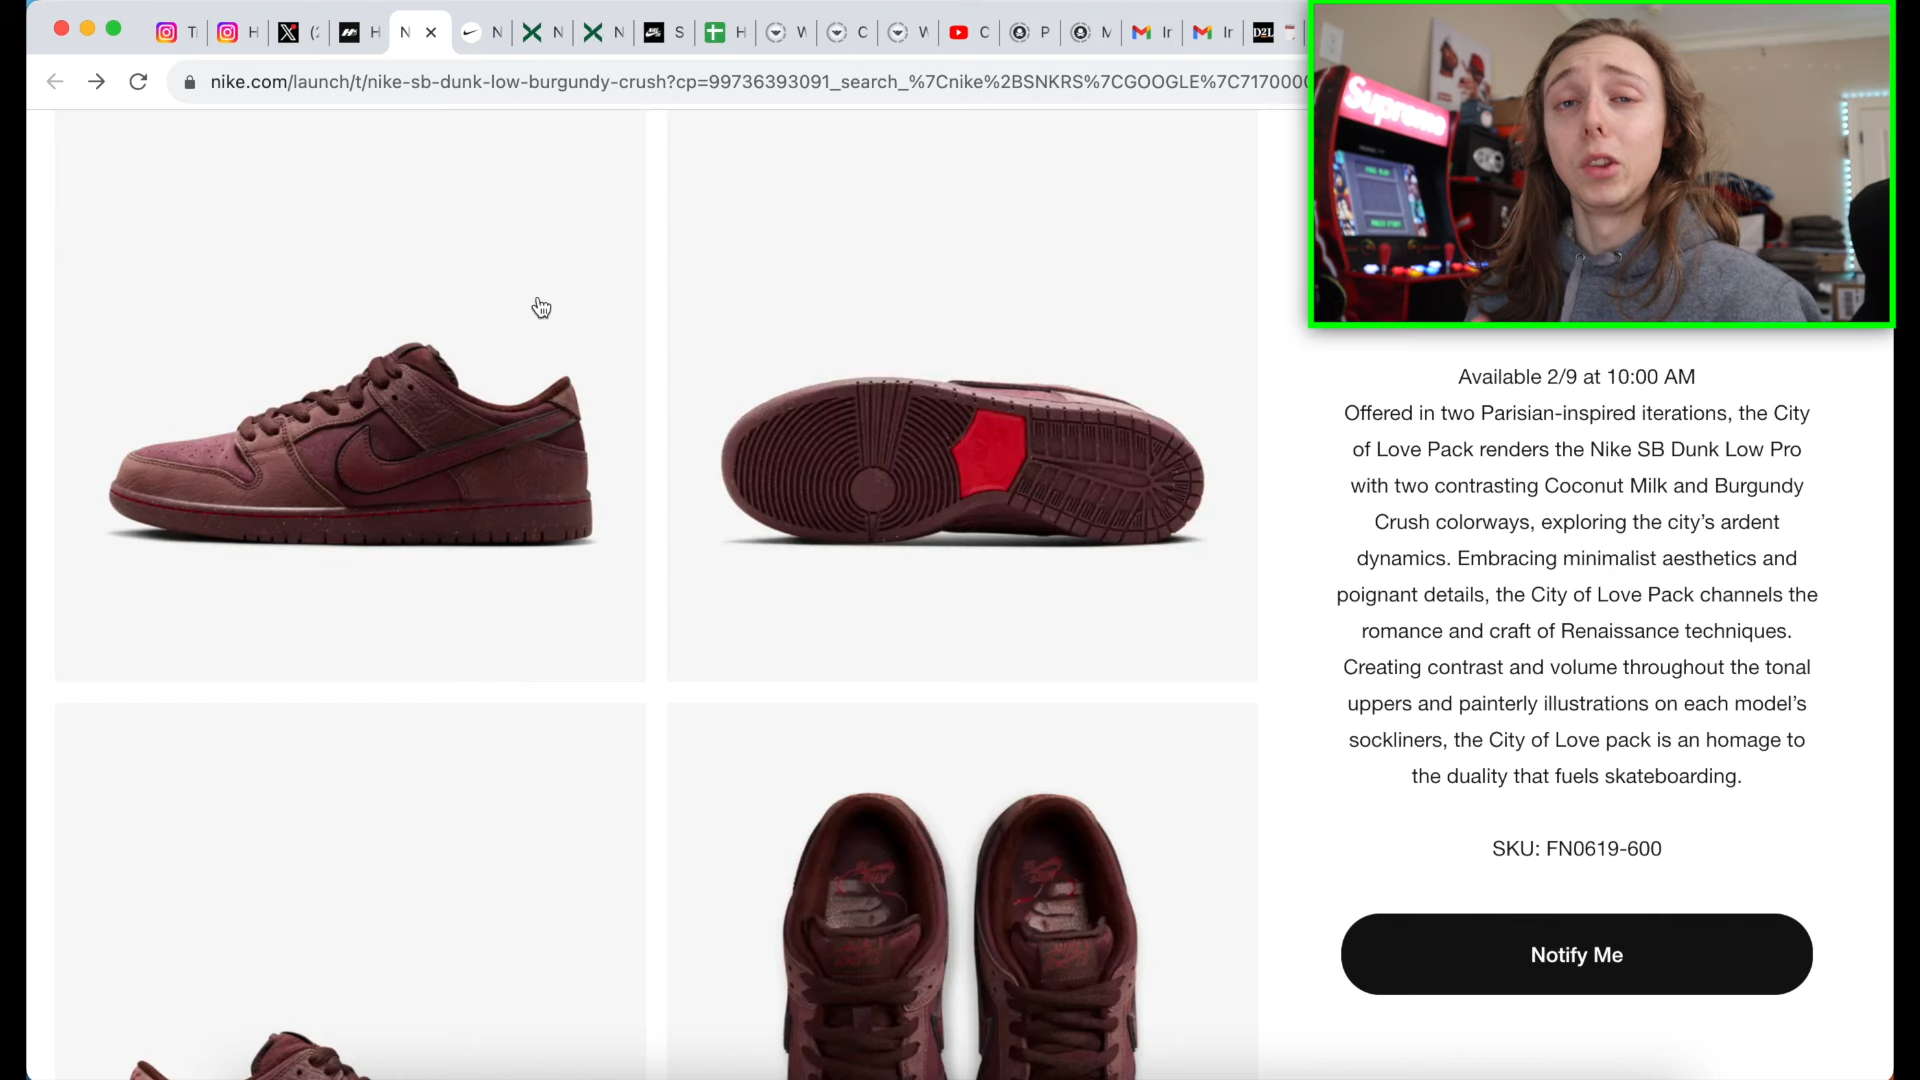 T
H
(2
H
N
N
N
N
S
H
W
C
W
C
P
M
Ir
Ir
D2L
nike.com/launch/t/nike-sb-dunk-low-burgundy-crush?cp=99736393091_search_%7Cnike%2BSNKRS%7CGOOGLE%7C7170000
Supreme
Available 2/9 at 10:00 AM
Offered in two Parisian-inspired iterations, the City
of Love Pack renders the Nike SB Dunk Low Pro
with two contrasting Coconut Milk and Burgundy
Crush colorways, exploring the city’s ardent
dynamics. Embracing minimalist aesthetics and
poignant details, the City of Love Pack channels the
romance and craft of Renaissance techniques.
Creating contrast and volume throughout the tonal
uppers and painterly illustrations on each model’s
sockliners, the City of Love pack is an homage to
the duality that fuels skateboarding.
SKU: FN0619-600
Notify Me